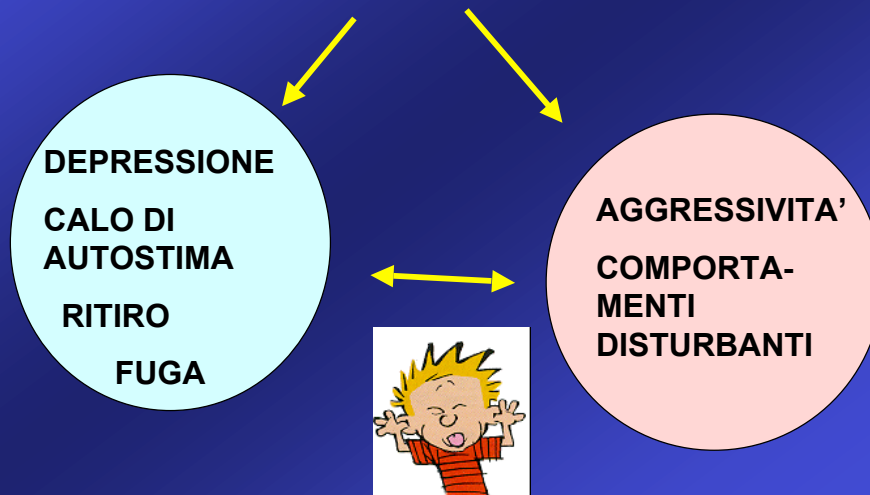 DEPRESSIONE
CALO DI
AUTOSTIMA
RITIRO
FUGA
AGGRESSIVITA’
COMPORTA-
MENTI
DISTURBANTI